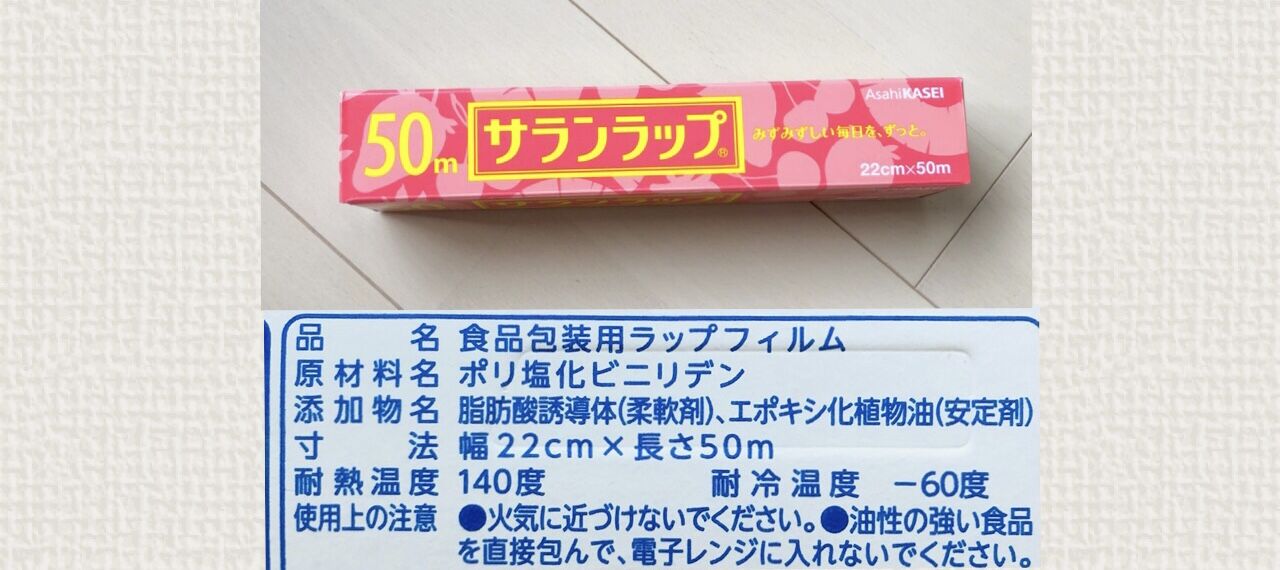 AsahiKASEI
50m
サランラップ®
みずみずしい毎日を、ずっと。
22cm×50m
サランラップ
品名 食品包装用ラップフィルム
原材料名 ポリ塩化ビニリデン
添加物名 脂肪酸誘導体(柔軟剤)、エポキシ化植物油(安定剤)
寸法 幅22cm×長さ50m
耐熱温度 140度 耐冷温度 −60度
使用上の注意 ●火気に近づけないでください。●油性の強い食品
を直接包んで、電子レンジに入れないでください。